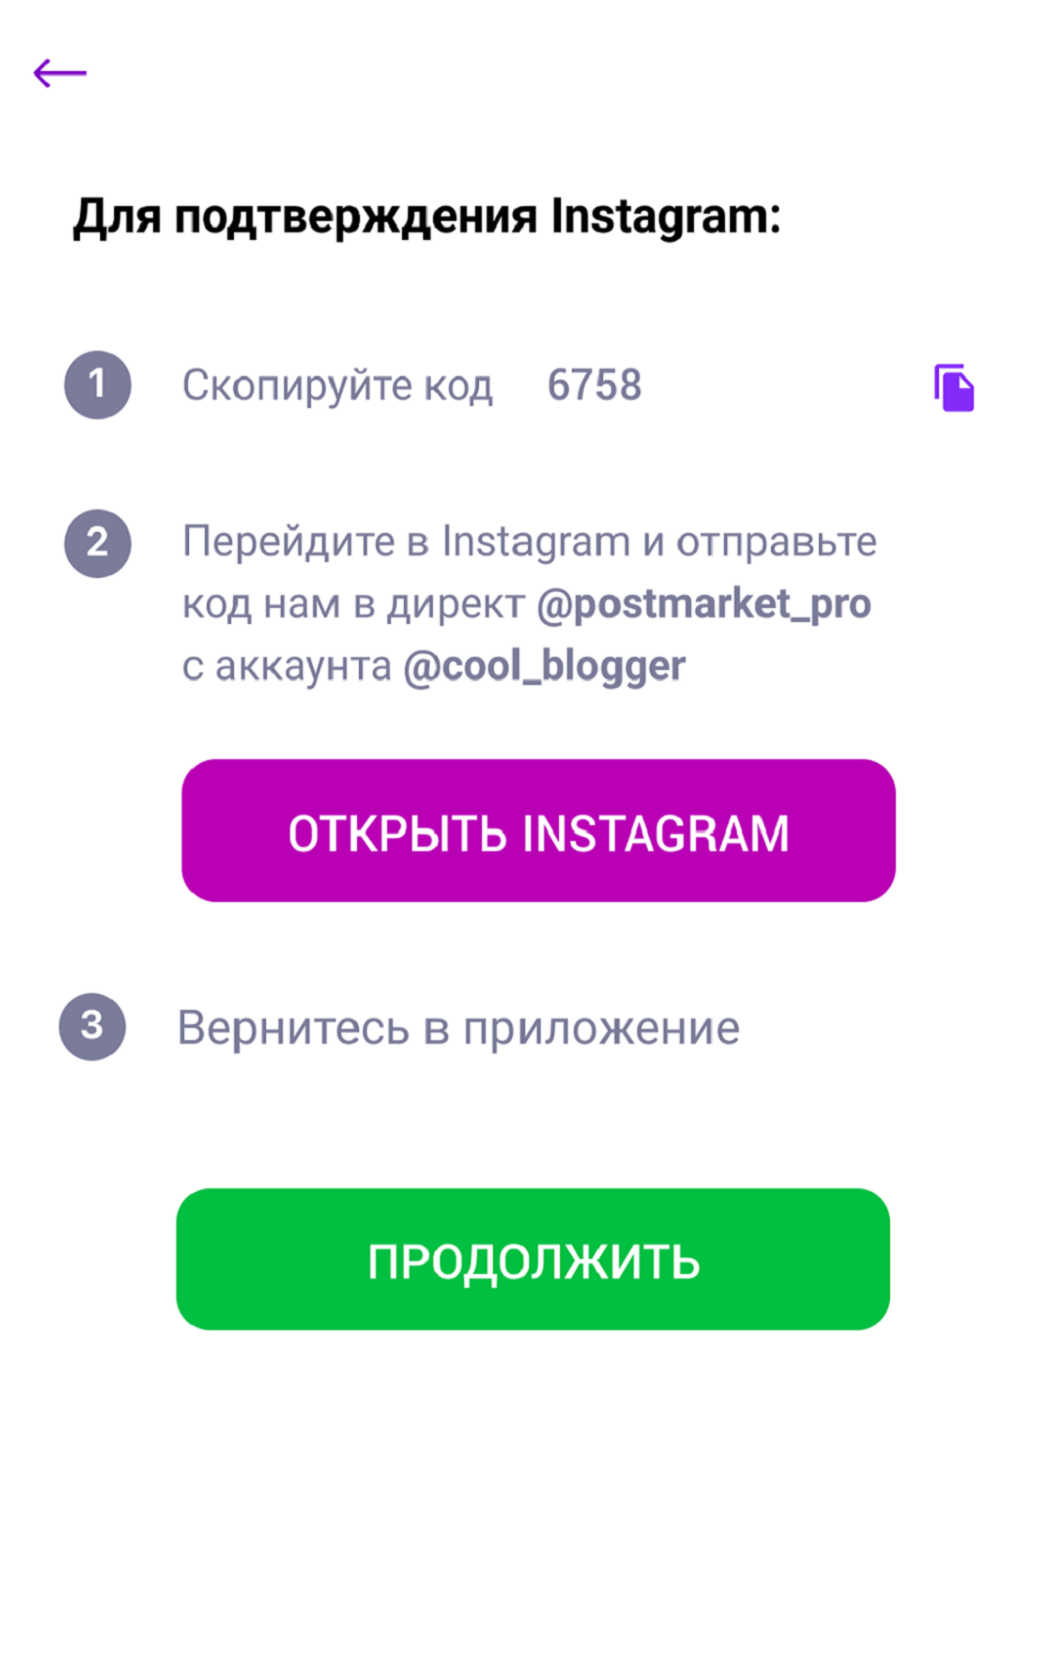 Для подтверждения Instagram:
1 Скопируйте код 6758
2 Перейдите в Instagram и отправьте
код нам в директ @postmarket_pro
с аккаунта @cool_blogger
ОТКРЫТЬ INSTAGRAM
3 Вернитесь в приложение
ПРОДОЛЖИТЬ